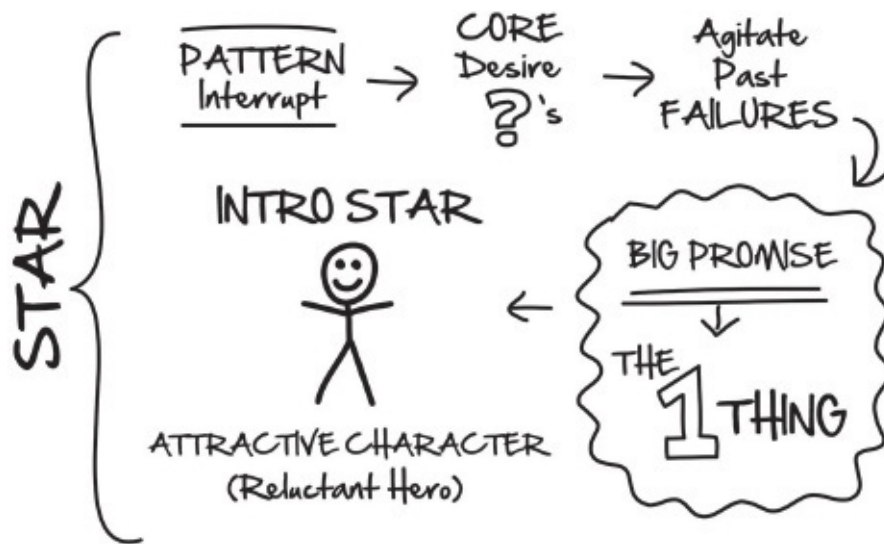 STAR
PATTERN
Interrupt
CORE
Desire
?'s
Agitate
Past
FAILURES
BIG PROMISE
THE
1 THING
INTRO STAR
ATTRACTIVE CHARACTER
(Reluctant Hero)